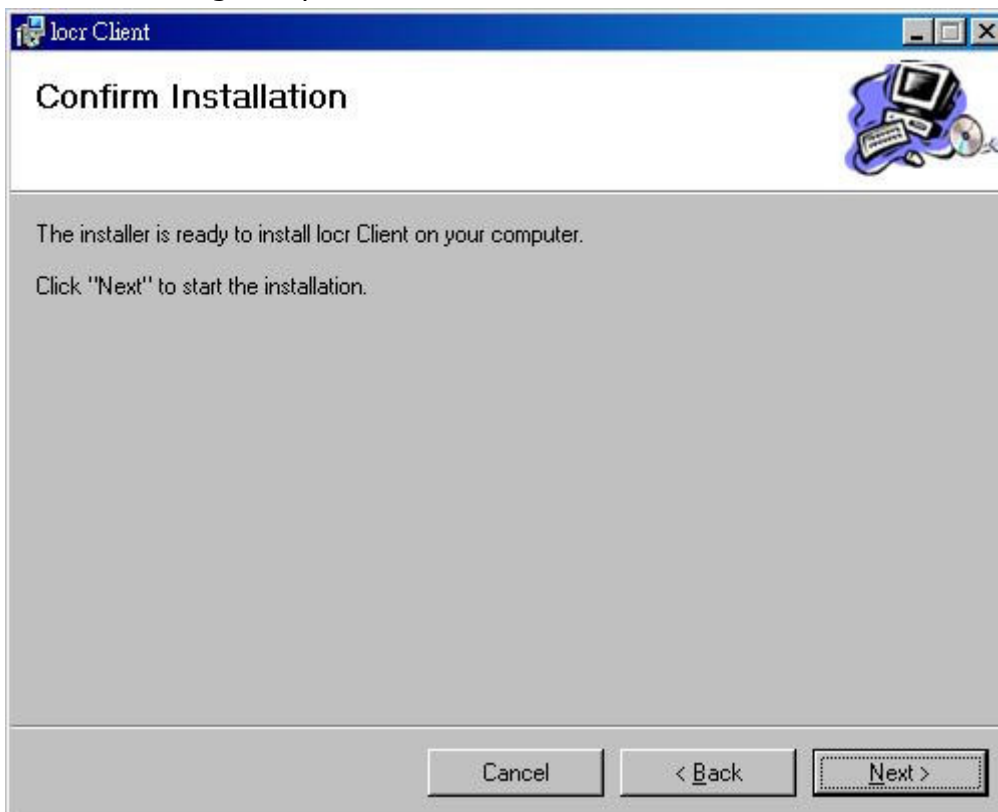 locr Client
Confirm Installation
The installer is ready to install locr Client on your computer.
Click "Next" to start the installation.
Cancel
< Back
Next >